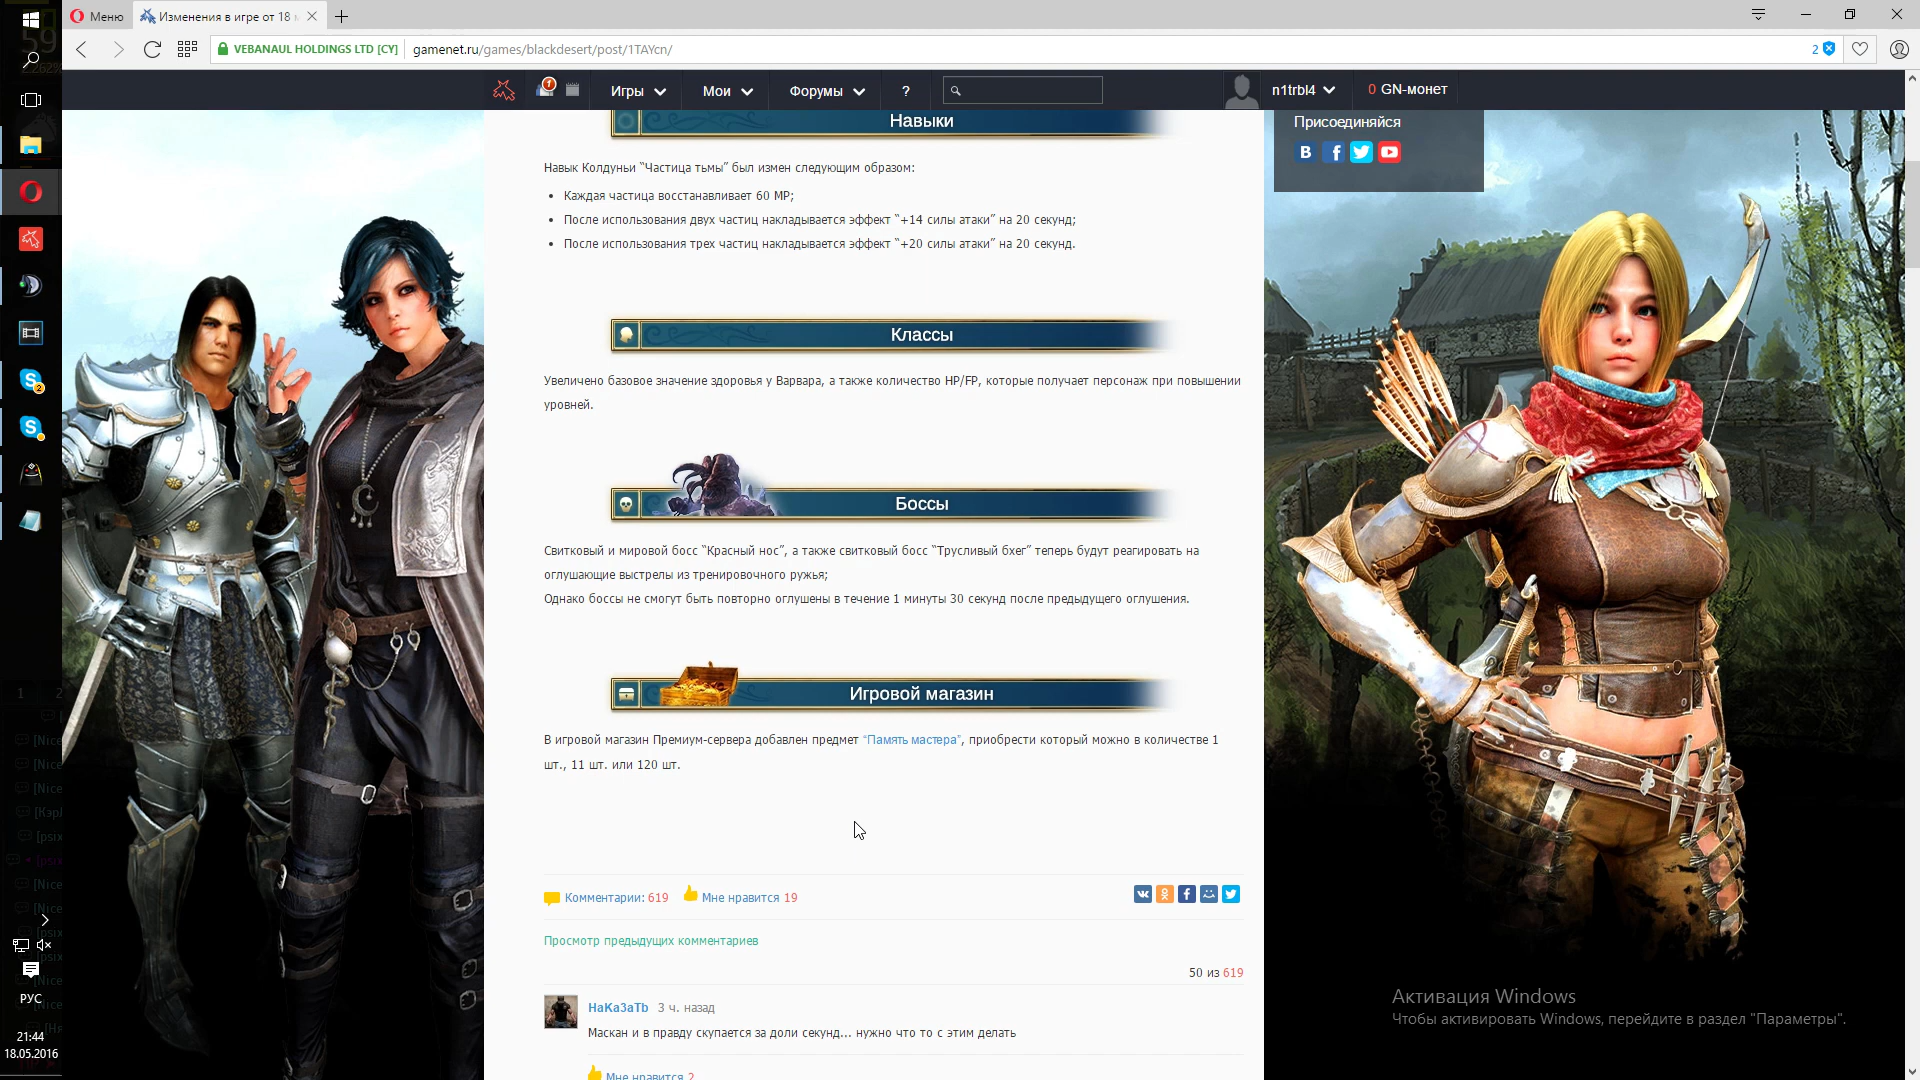 Меню
Изменения в игре от 18
VEBANAUL HOLDINGS LTD [CY]
gamenet.ru/games/blackdesert/post/1TAYcn/
2
1
Игры
Мои
Форумы
?
n1trbl4
0 GN-монет
Навыки
Присоединяйся
Навык Колдуньи “Частица тьмы” был измен следующим образом:
Каждая частица восстанавливает 60 MP;
После использования двух частиц накладывается эффект “+14 силы атаки” на 20 секунд;
После использования трех частиц накладывается эффект “+20 силы атаки” на 20 секунд.
Классы
Увеличено базовое значение здоровья у Варвара, а также количество HP/FP, которые получает персонаж при повышении
уровней.
Боссы
Свитковый и мировой босс “Красный нос”, а также свитковый босс “Трусливый бхег” теперь будут реагировать на
оглушающие выстрелы из тренировочного ружья;
Однако боссы не смогут быть повторно оглушены в течение 1 минуты 30 секунд после предыдущего оглушения.
Игровой магазин
В игровой магазин Премиум-сервера добавлен предмет “Память мастера”, приобрести который можно в количестве 1
шт., 11 шт. или 120 шт.
Комментарии: 619
Мне нравится 19
Просмотр предыдущих комментариев
50 из 619
НаКаЗаТЬ 3 ч. назад
Маскан и в правду скупается за доли секунд... нужно что то с этим делать
Мне нравится 2
Активация Windows
Чтобы активировать Windows, перейдите в раздел "Параметры".
2
РУС
21:44
18.05.2016